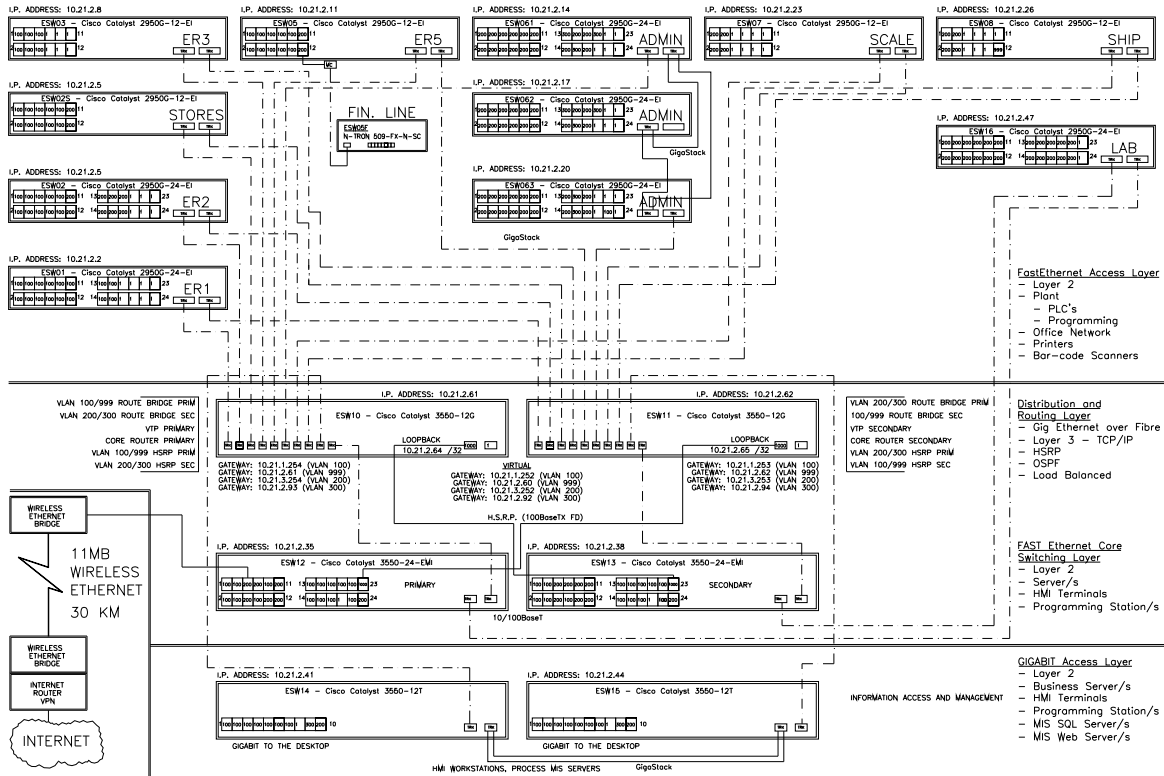 I.P. ADDRESS: 10.21.2.8
ESW03 - Cisco Catalyst 2950G-12-EI
ER3
I.P. ADDRESS: 10.21.2.11
ESW05 - Cisco Catalyst 2950G-12-EI
ER5
I.P. ADDRESS: 10.21.2.14
ESW061 - Cisco Catalyst 2950G-24-EI
ADMIN
I.P. ADDRESS: 10.21.2.23
ESW07 - Cisco Catalyst 2950G-12-EI
SCALE
I.P. ADDRESS: 10.21.2.26
ESW08 - Cisco Catalyst 2950G-12-EI
SHIP
I.P. ADDRESS: 10.21.2.5
ESW02S - Cisco Catalyst 2950G-12-EI
STORES
MC
FIN. LINE
ESW05F
N-TRON 509-FX-N-SC
I.P. ADDRESS: 10.21.2.17
ESW062 - Cisco Catalyst 2950G-24-EI
ADMIN
GigaStack
I.P. ADDRESS: 10.21.2.47
ESW16 - Cisco Catalyst 2950G-24-EI
LAB
I.P. ADDRESS: 10.21.2.5
ESW02 - Cisco Catalyst 2950G-24-EI
ER2
I.P. ADDRESS: 10.21.2.20
ESW063 - Cisco Catalyst 2950G-24-EI
ADMIN
GigaStack
I.P. ADDRESS: 10.21.2.2
ESW01 - Cisco Catalyst 2950G-24-EI
ER1
FastEthernet Access Layer
- Layer 2
- Plant
- PLC's
- Programming
- Office Network
- Printers
- Bar-code Scanners
VLAN 100/999 ROUTE BRIDGE PRIM
VLAN 200/300 ROUTE BRIDGE SEC
VTP PRIMARY
CORE ROUTER PRIMARY
VLAN 100/999 HSRP PRIM
VLAN 200/300 HSRP SEC
I.P. ADDRESS: 10.21.2.61
ESW10 - Cisco Catalyst 3550-12G
LOOPBACK
10.21.2.64 /32
GATEWAY: 10.21.1.254 (VLAN 100)
GATEWAY: 10.21.2.61 (VLAN 999)
GATEWAY: 10.21.3.254 (VLAN 200)
GATEWAY: 10.21.2.93 (VLAN 300)
VIRTUAL
GATEWAY: 10.21.1.252 (VLAN 100)
GATEWAY: 10.21.2.60 (VLAN 999)
GATEWAY: 10.21.3.252 (VLAN 200)
GATEWAY: 10.21.2.92 (VLAN 300)
I.P. ADDRESS: 10.21.2.62
ESW11 - Cisco Catalyst 3550-12G
LOOPBACK
10.21.2.65 /32
GATEWAY: 10.21.1.253 (VLAN 100)
GATEWAY: 10.21.2.62 (VLAN 999)
GATEWAY: 10.21.3.253 (VLAN 200)
GATEWAY: 10.21.2.94 (VLAN 300)
VLAN 200/300 ROUTE BRIDGE PRIM
100/999 ROUTE BRIDGE SEC
VTP SECONDARY
CORE ROUTER SECONDARY
VLAN 200/300 HSRP PRIM
VLAN 100/999 HSRP SEC
Distribution and
Routing Layer
- Gig Ethernet over Fibre
- Layer 3 - TCP/IP
- HSRP
- OSPF
- Load Balanced
H.S.R.P. (100BaseTX FD)
WIRELESS
ETHERNET
BRIDGE
11MB
WIRELESS
ETHERNET
30 KM
WIRELESS
ETHERNET
BRIDGE
INTERNET
ROUTER
VPN
INTERNET
I.P. ADDRESS: 10.21.2.35
ESW12 - Cisco Catalyst 3550-24-EMI
PRIMARY
10/100BaseT
I.P. ADDRESS: 10.21.2.38
ESW13 - Cisco Catalyst 3550-24-EMI
SECONDARY
FAST Ethernet Core
Switching Layer
- Layer 2
- Server/s
- HMI Terminals
- Programming Station/s
I.P. ADDRESS: 10.21.2.41
ESW14 - Cisco Catalyst 3550-12T
GIGABIT TO THE DESKTOP
I.P. ADDRESS: 10.21.2.44
ESW15 - Cisco Catalyst 3550-12T
GIGABIT TO THE DESKTOP
HMI WORKSTATIONS, PROCESS MIS SERVERS
GigaStack
INFORMATION ACCESS AND MANAGEMENT
GIGABIT Access Layer
- Layer 2
- Business Server/s
- HMI Terminals
- Programming Station/s
- MIS SQL Server/s
- MIS Web Server/s